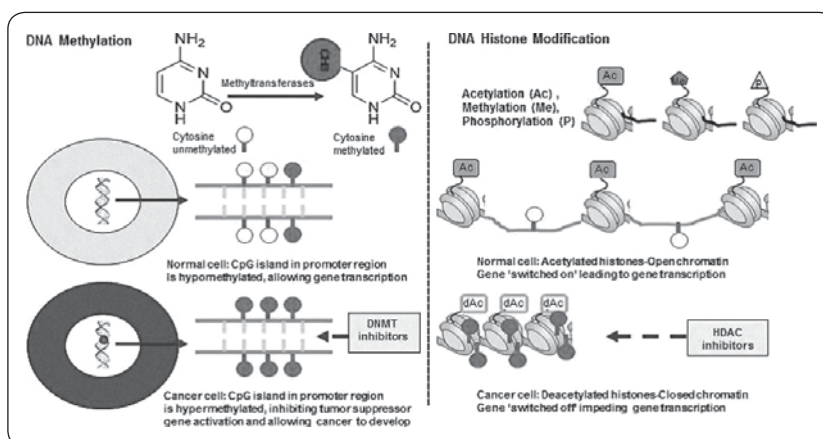 DNA Methylation
NH₂
N
NH
O
Methyltransferases
CH3
NH₂
N
NH
O
Cytosine
unmethylated
Cytosine
methylated
Normal cell: CpG island in promoter region
is hypomethylated, allowing gene transcription
DNMT
inhibitors
Cancer cell: CpG island in promoter region
is hypermethylated, inhibiting tumor suppressor
gene activation and allowing cancer to develop
DNA Histone Modification
Acetylation (Ac) ,
Methylation (Me),
Phosphorylation (P)
Ac
Me
P
Ac
Ac
Ac
Normal cell: Acetylated histones-Open chromatin
Gene 'switched on' leading to gene transcription
dAc
dAc
dAc
HDAC
inhibitors
Cancer cell: Deacetylated histones-Closed chromatin
Gene 'switched off' impeding gene transcription